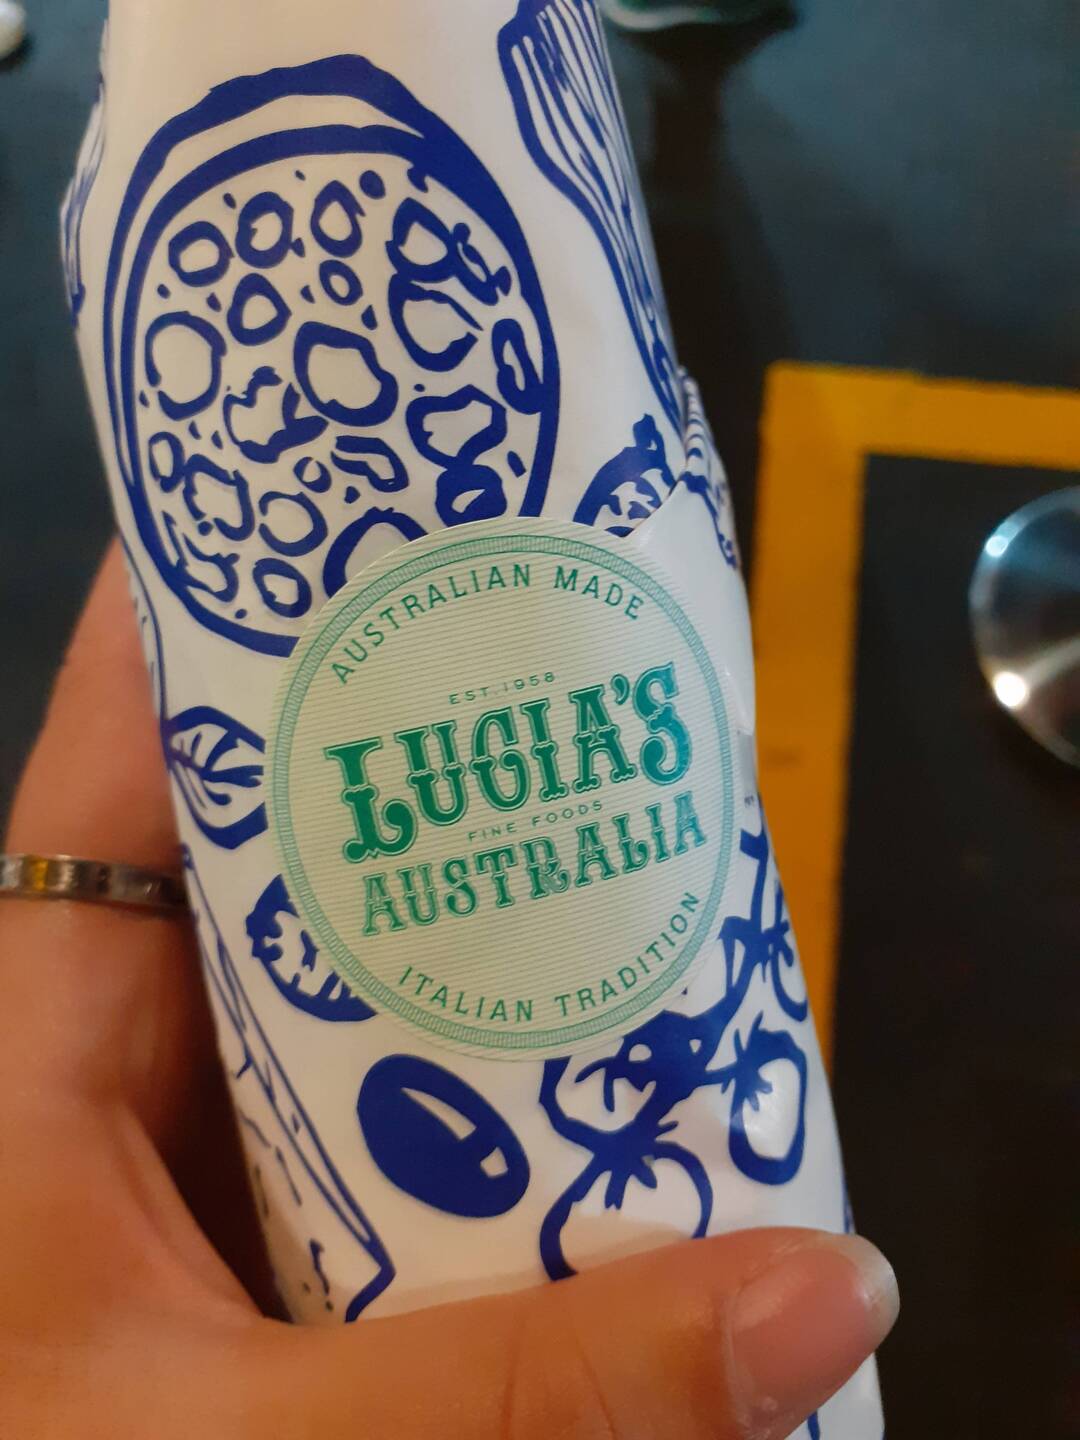 AUSTRALIAN MADE
EST. 1958
LUCIA'S
FINE FOODS
AUSTRALIA
ITALIAN TRADITION